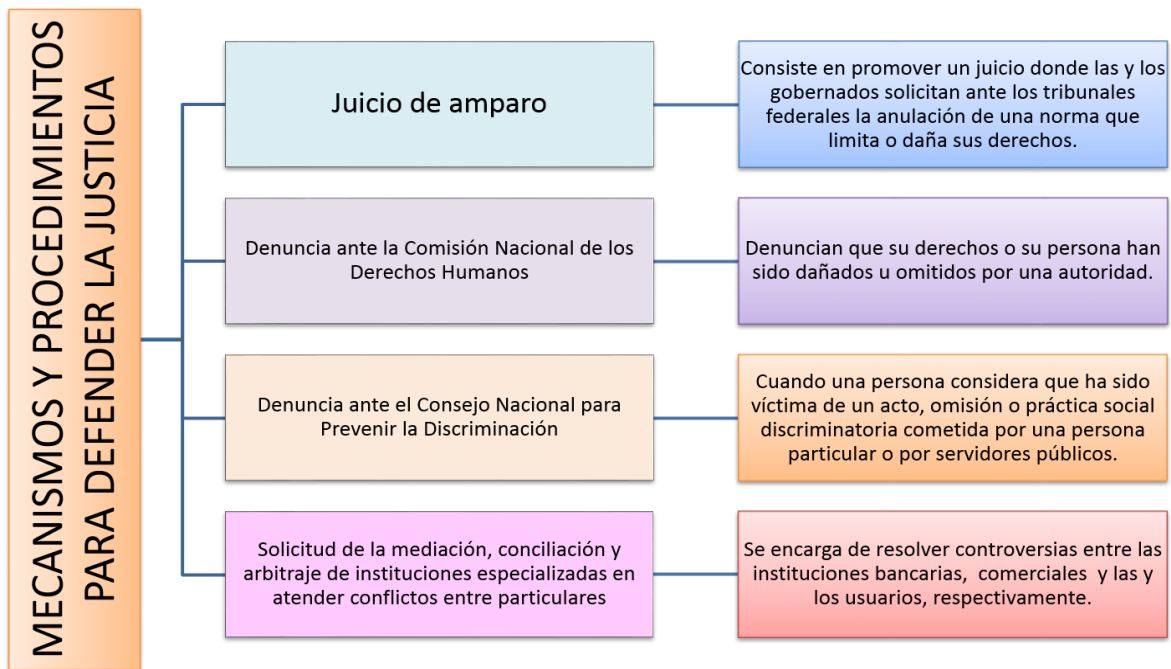 MECANISMOS Y PROCEDIMIENTOS
PARA DEFENDER LA JUSTICIA
Juicio de amparo
Consiste en promover un juicio donde las y los
gobernados solicitan ante los tribunales
federales la anulación de una norma que
limita o daña sus derechos.
Denuncia ante la Comisión Nacional de los
Derechos Humanos
Denuncian que su derechos o su persona han
sido dañados u omitidos por una autoridad.
Denuncia ante el Consejo Nacional para
Prevenir la Discriminación
Cuando una persona considera que ha sido
víctima de un acto, omisión o práctica social
discriminatoria cometida por una persona
particular o por servidores públicos.
Solicitud de la mediación, conciliación y
arbitraje de instituciones especializadas en
atender conflictos entre particulares
Se encarga de resolver controversias entre las
instituciones bancarias, comerciales y las y
los usuarios, respectivamente.